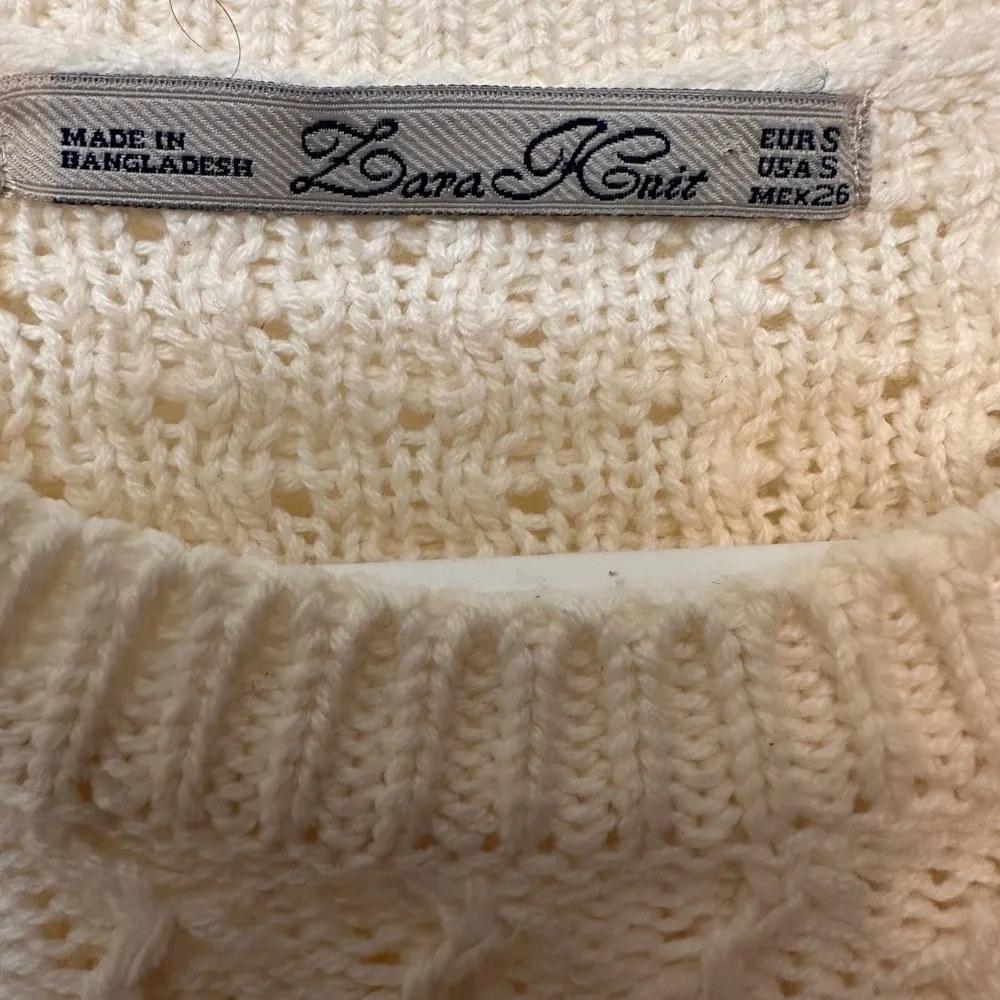 MADE IN
BANGLADESH
Zara Knit
EUR S
USA S
MEX 26